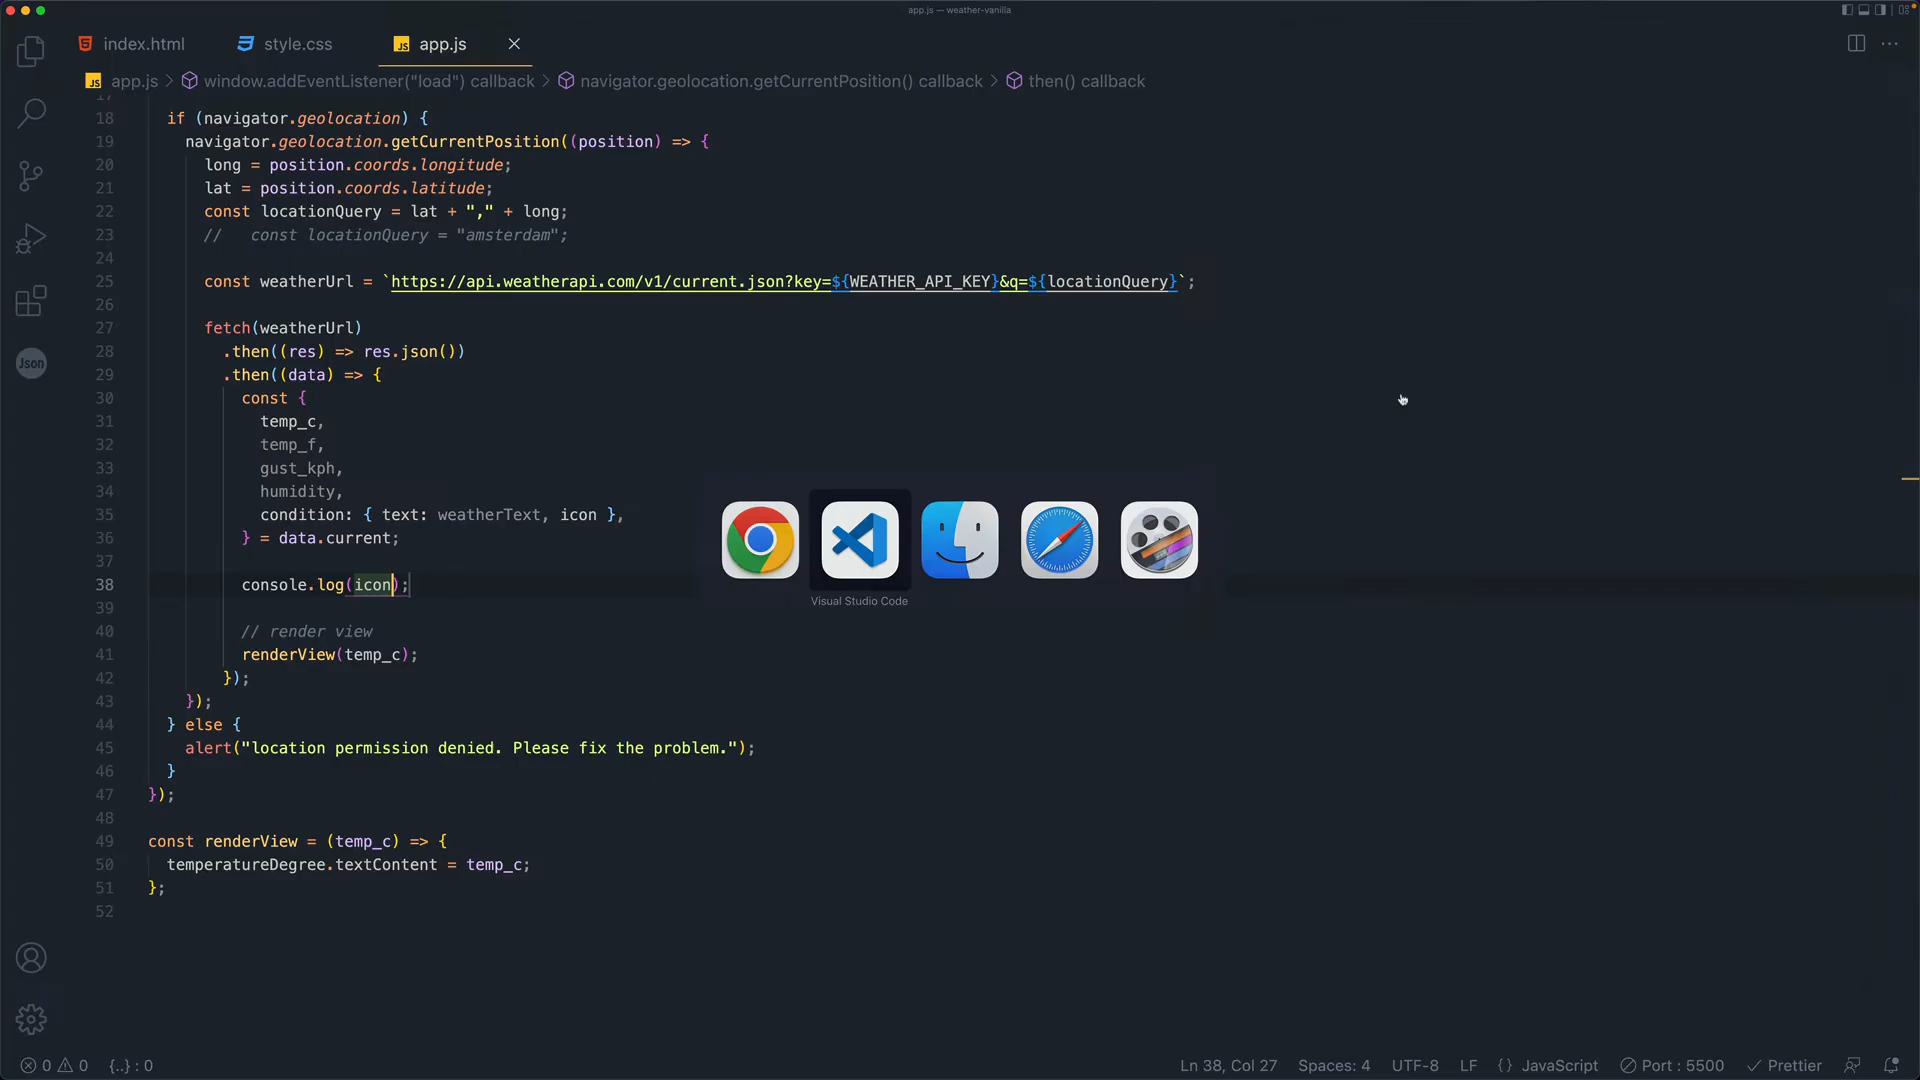 app.js — weather-vanilla
index.html
style.css
JS app.js
JS app.js > window.addEventListener("load") callback > navigator.geolocation.getCurrentPosition() callback > then() callback
17
18 if (navigator.geolocation) {
19 navigator.geolocation.getCurrentPosition((position) => {
20 long = position.coords.longitude;
21 lat = position.coords.latitude;
22 const locationQuery = lat + "," + long;
23 // const locationQuery = "amsterdam";
24
25 const weatherUrl = `https://api.weatherapi.com/v1/current.json?key=${WEATHER_API_KEY}&q=${locationQuery}`;
26
27 fetch(weatherUrl)
28 .then((res) => res.json())
29 .then((data) => {
30 const {
31 temp_c,
32 temp_f,
33 gust_kph,
34 humidity,
35 condition: { text: weatherText, icon },
36 } = data.current;
37
38 console.log(icon);
39
40 // render view
41 renderView(temp_c);
42 });
43 });
44 } else {
45 alert("location permission denied. Please fix the problem.");
46 }
47 });
48
49 const renderView = (temp_c) => {
50 temperatureDegree.textContent = temp_c;
51 };
52
Json
Visual Studio Code
0 0 {..} : 0
Ln 38, Col 27 Spaces: 4 UTF-8 LF {} JavaScript Port : 5500 Prettier